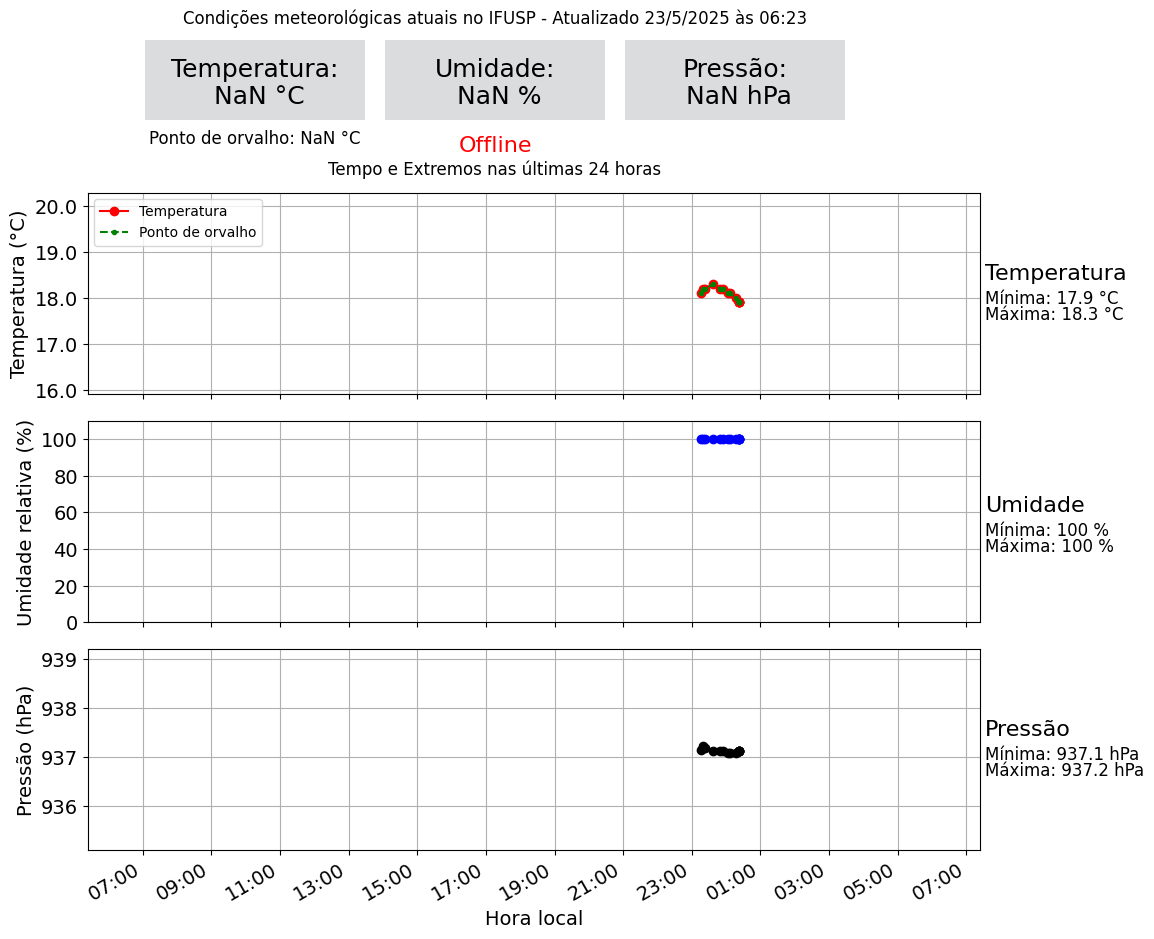 Condições meteorológicas atuais no IFUSP - Atualizado 23/5/2025 às 06:23
Temperatura:
NaN °C
Umidade:
NaN %
Pressão:
NaN hPa
Ponto de orvalho: NaN °C
Offline
Tempo e Extremos nas últimas 24 horas
Temperatura (°C)
20.0
19.0
18.0
17.0
16.0
Temperatura
Ponto de orvalho
Temperatura
Mínima: 17.9 °C
Máxima: 18.3 °C
Umidade relativa (%)
100
80
60
40
20
0
Umidade
Mínima: 100 %
Máxima: 100 %
Pressão (hPa)
939
938
937
936
Pressão
Mínima: 937.1 hPa
Máxima: 937.2 hPa
07:00
09:00
11:00
13:00
15:00
17:00
19:00
21:00
23:00
01:00
03:00
05:00
07:00
Hora local